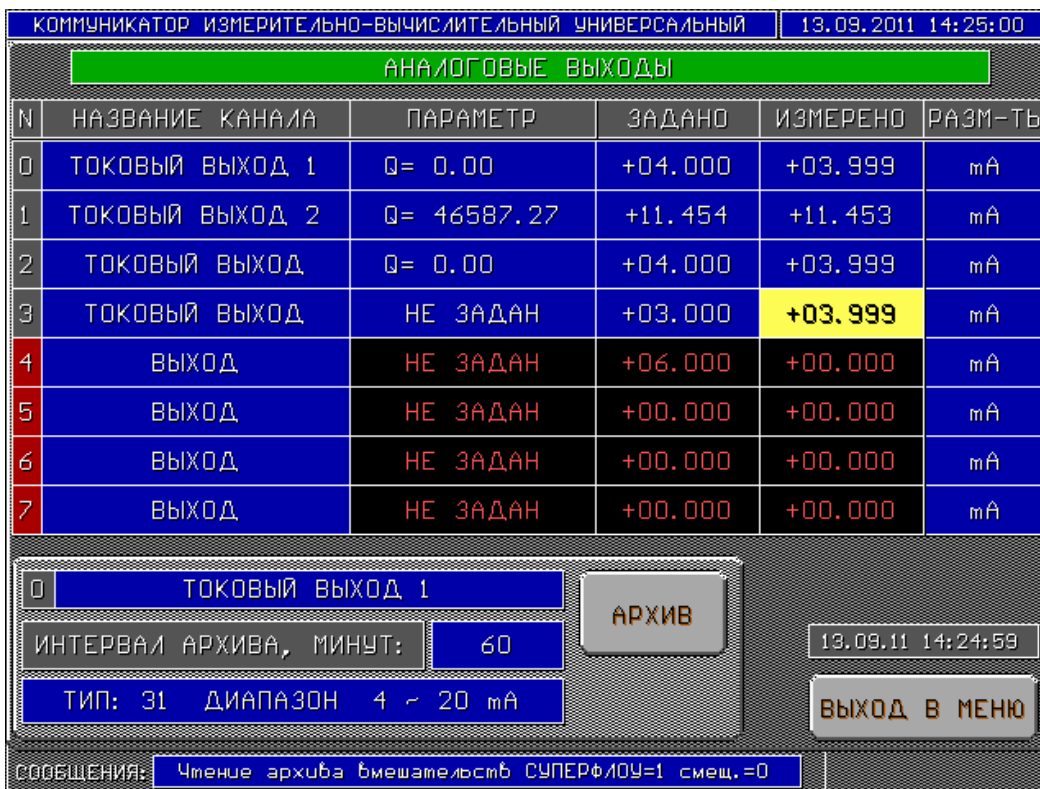 КОММУНИКАТОР ИЗМЕРИТЕЛЬНО-ВЫЧИСЛИТЕЛЬНЫЙ УНИВЕРСАЛЬНЫЙ 13.09.2011 14:25:00
АНАЛОГОВЫЕ ВЫХОДЫ
N НАЗВАНИЕ КАНАЛА ПАРАМЕТР ЗАДАНО ИЗМЕРЕНО РАЗМ-ТЬ
0 ТОКОВЫЙ ВЫХОД 1 Q= 0.00 +04.000 +03.999 mA
1 ТОКОВЫЙ ВЫХОД 2 Q= 46587.27 +11.454 +11.453 mA
2 ТОКОВЫЙ ВЫХОД Q= 0.00 +04.000 +03.999 mA
3 ТОКОВЫЙ ВЫХОД НЕ ЗАДАН +03.000 +03.999 mA
4 ВЫХОД НЕ ЗАДАН +06.000 +00.000 mA
5 ВЫХОД НЕ ЗАДАН +00.000 +00.000 mA
6 ВЫХОД НЕ ЗАДАН +00.000 +00.000 mA
7 ВЫХОД НЕ ЗАДАН +00.000 +00.000 mA
0 ТОКОВЫЙ ВЫХОД 1
АРХИВ
ИНТЕРВАЛ АРХИВА, МИНУТ: 60
13.09.11 14:24:59
ТИП: 31 ДИАПАЗОН 4 ~ 20 mA
ВЫХОД В МЕНЮ
СООБЩЕНИЯ: Чтение архива вмешательств СУПЕРФЛОУ=1 смещ.=0